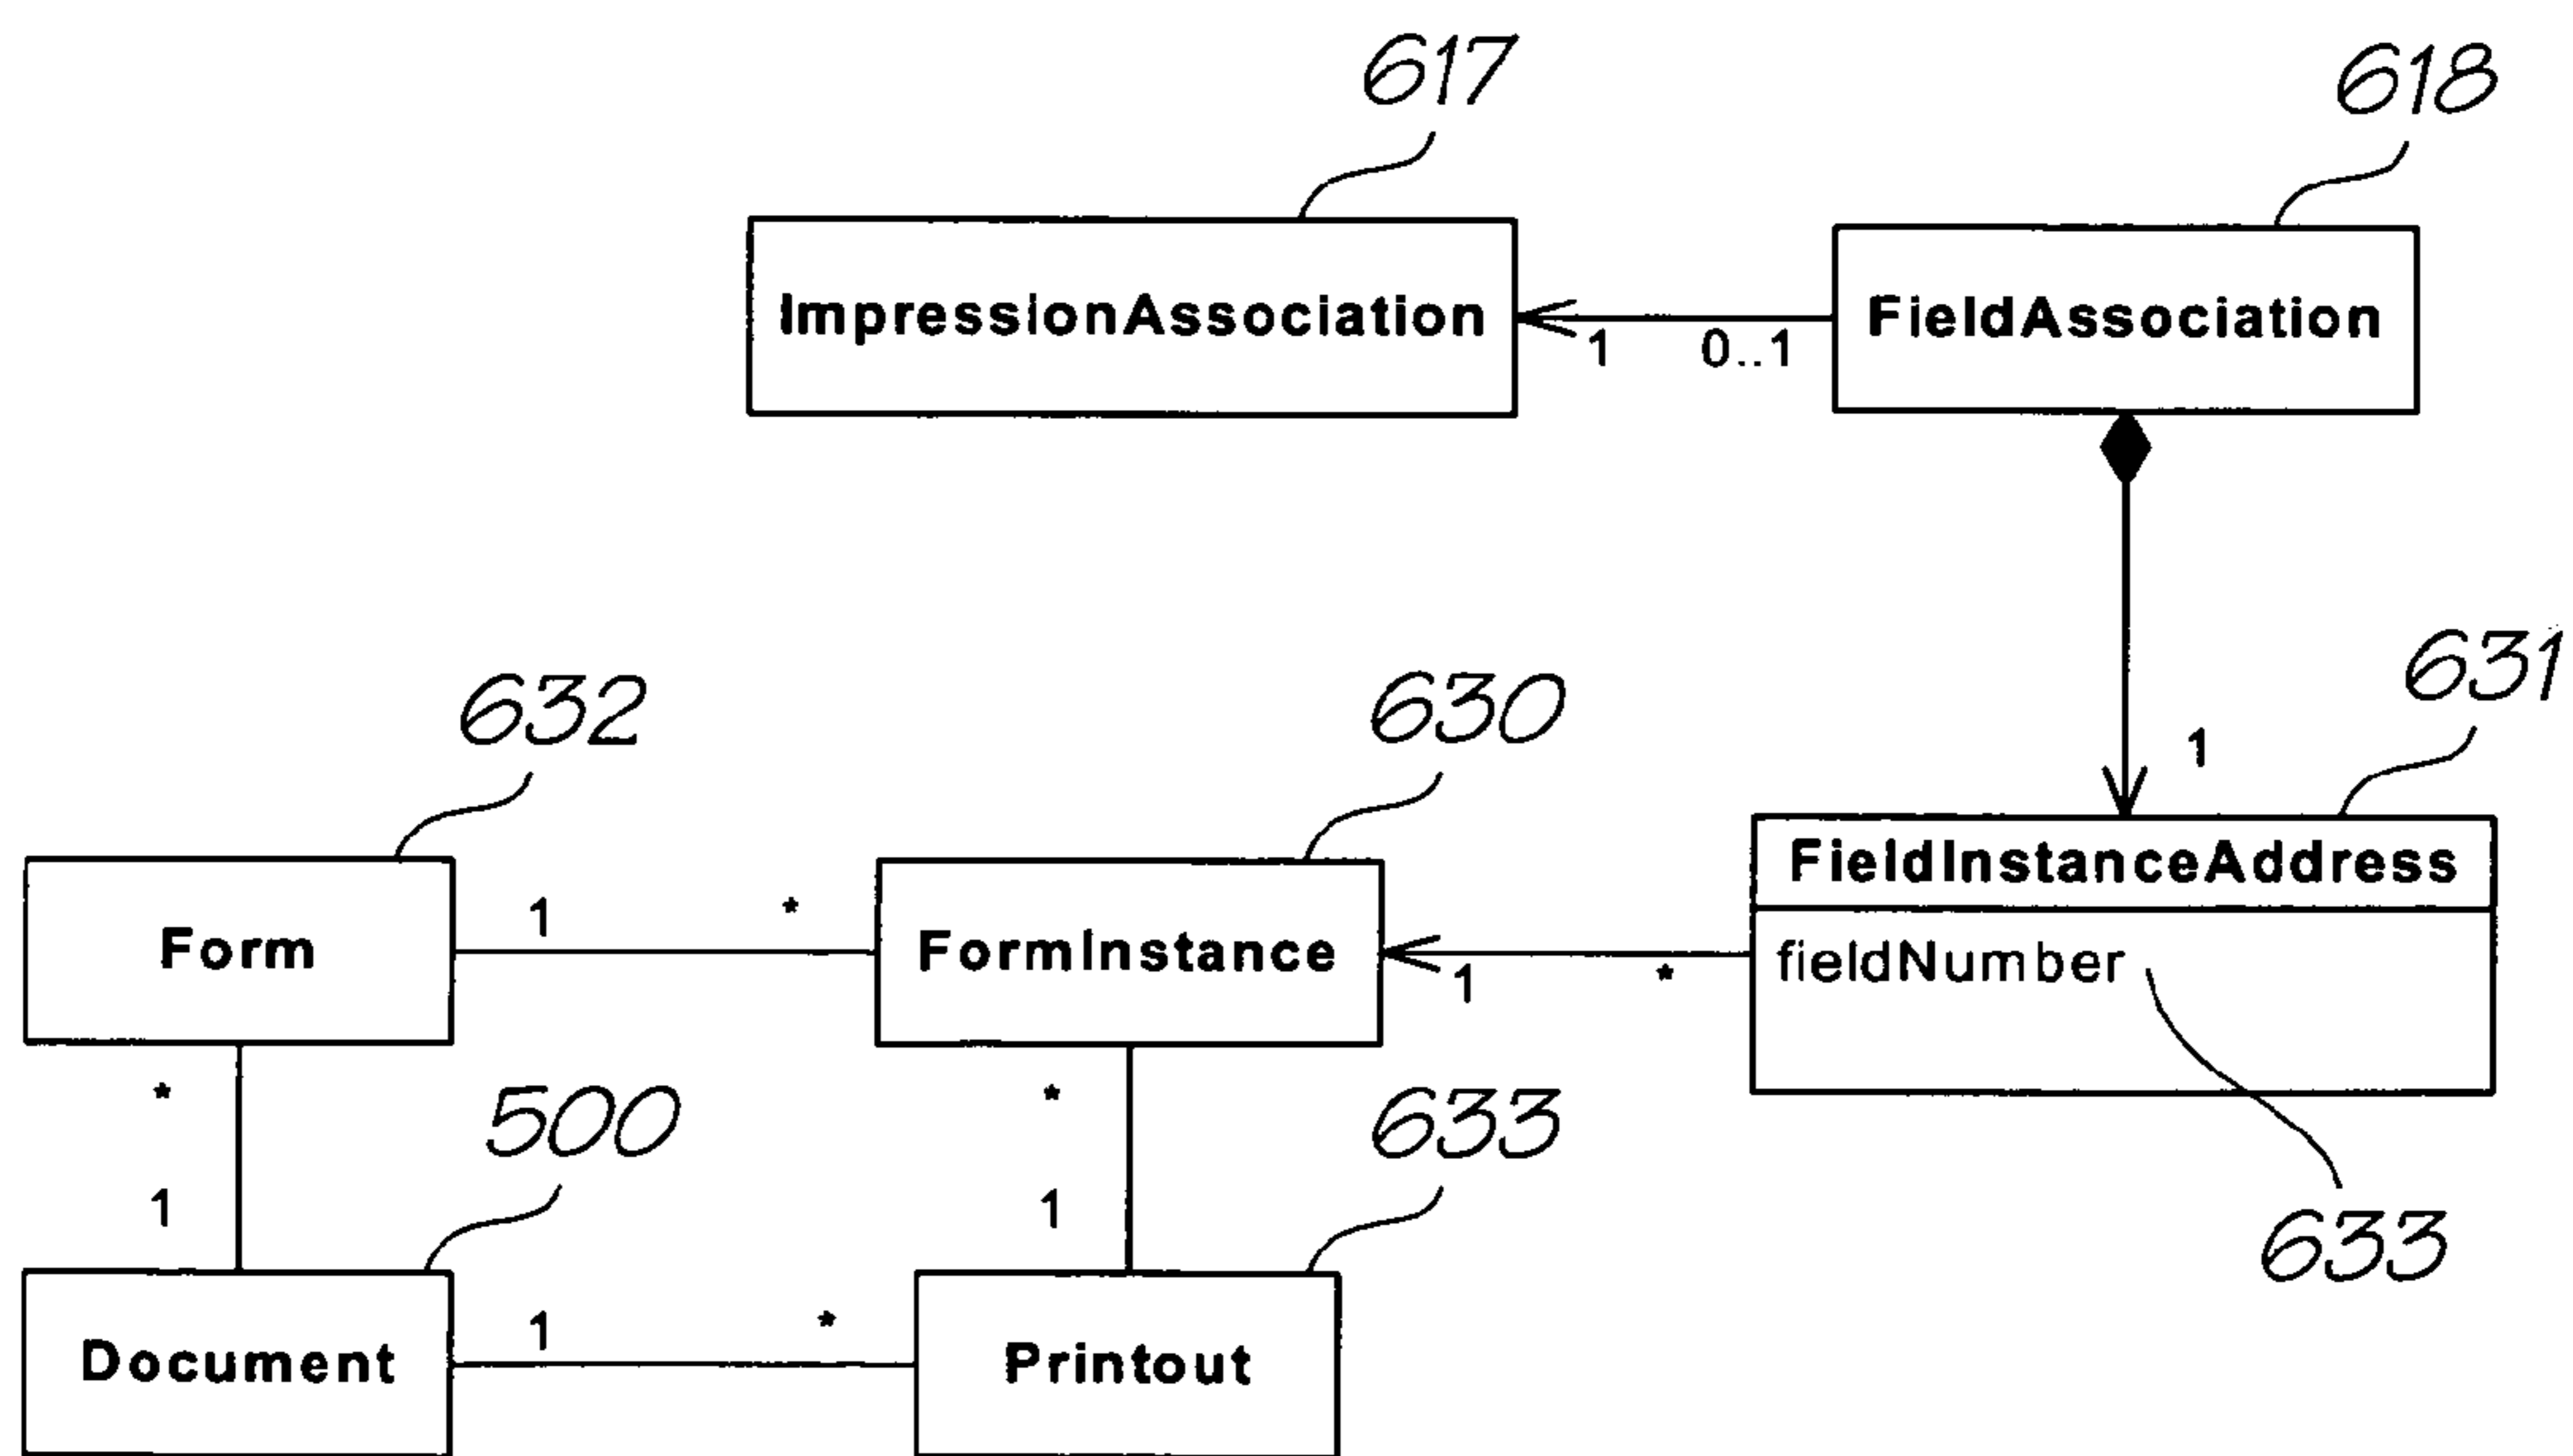 617
618
ImpressionAssociation
1
0..1
FieldAssociation
632
630
631
1
Form
1
*
FormInstance
1
*
FieldInstanceAddress
fieldNumber
*
1
500
*
1
633
633
Document
1
*
Printout